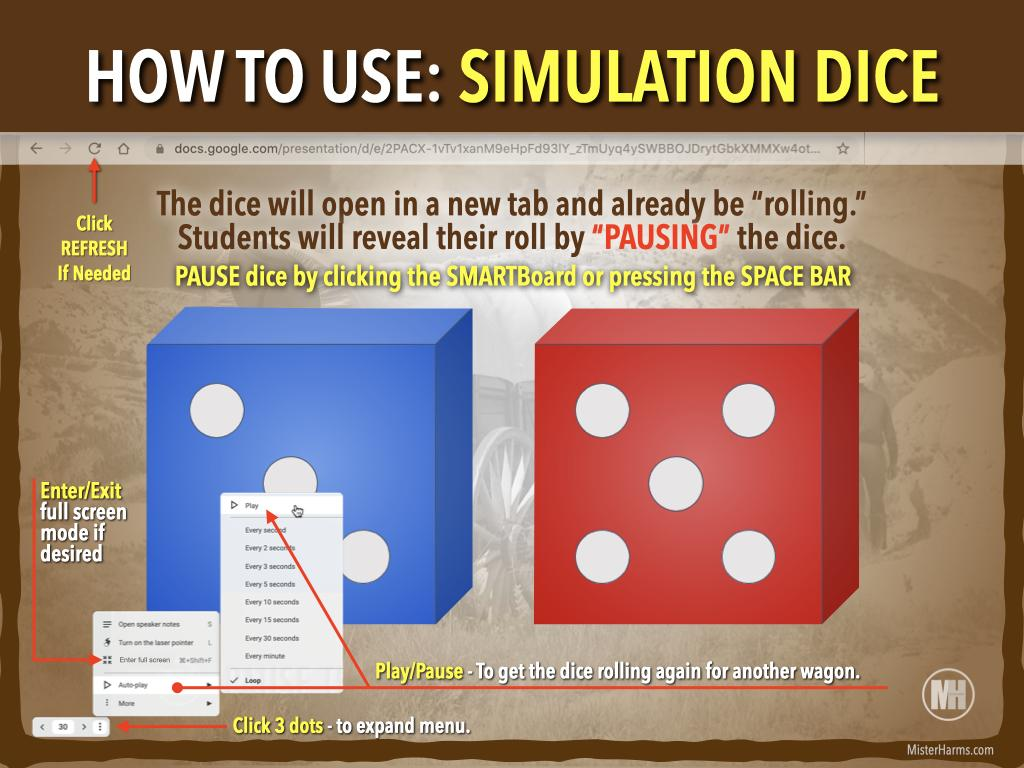 HOW TO USE: SIMULATION DICE
docs.google.com/presentation/d/e/2PACX-1vTv1xanM9eHpFd93lY_zTmUyq4ySWBBOJDrytGbkXMMXw4ot...
The dice will open in a new tab and already be “rolling.”
Students will reveal their roll by “PAUSING” the dice.
PAUSE dice by clicking the SMARTBoard or pressing the SPACE BAR
Click
REFRESH
If Needed
Enter/Exit
full screen
mode if
desired
Play
Every second
Every 2 seconds
Every 3 seconds
Every 5 seconds
Every 10 seconds
Every 15 seconds
Every 30 seconds
Every minute
Loop
Open speaker notes S
Turn on the laser pointer L
Enter full screen ⌘+Shift+F
Auto-play
More
30
Play/Pause - To get the dice rolling again for another wagon.
Click 3 dots - to expand menu.
MH
MisterHarms.com